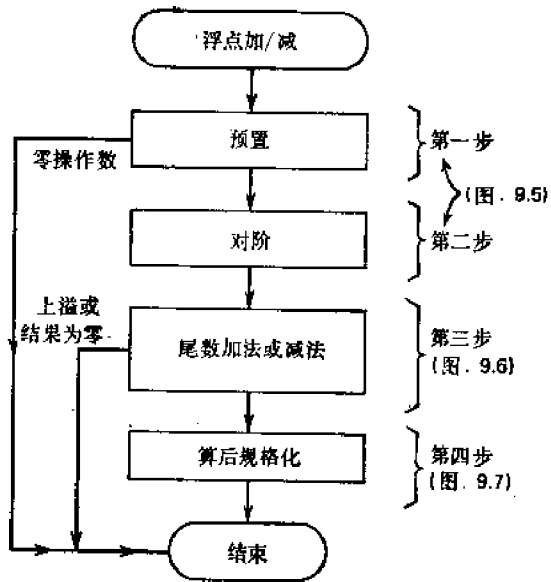 浮点加/减
预置
第一步
零操作数
(图. 9.5)
对阶
第二步
上溢或
结果为零
尾数加法或减法
第三步
(图. 9.6)
算后规格化
第四步
(图. 9.7)
结束